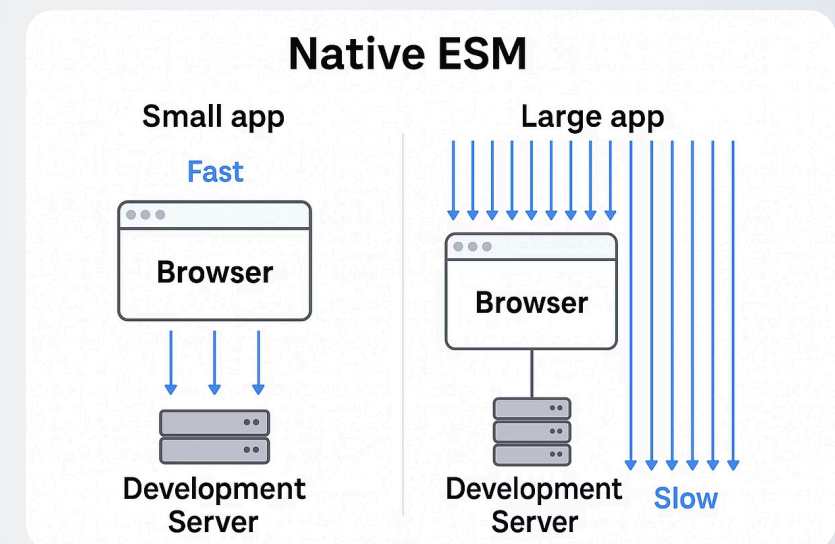 Native ESM
Small app
Fast
Browser
Development
Server
Large app
Browser
Development
Server
Slow